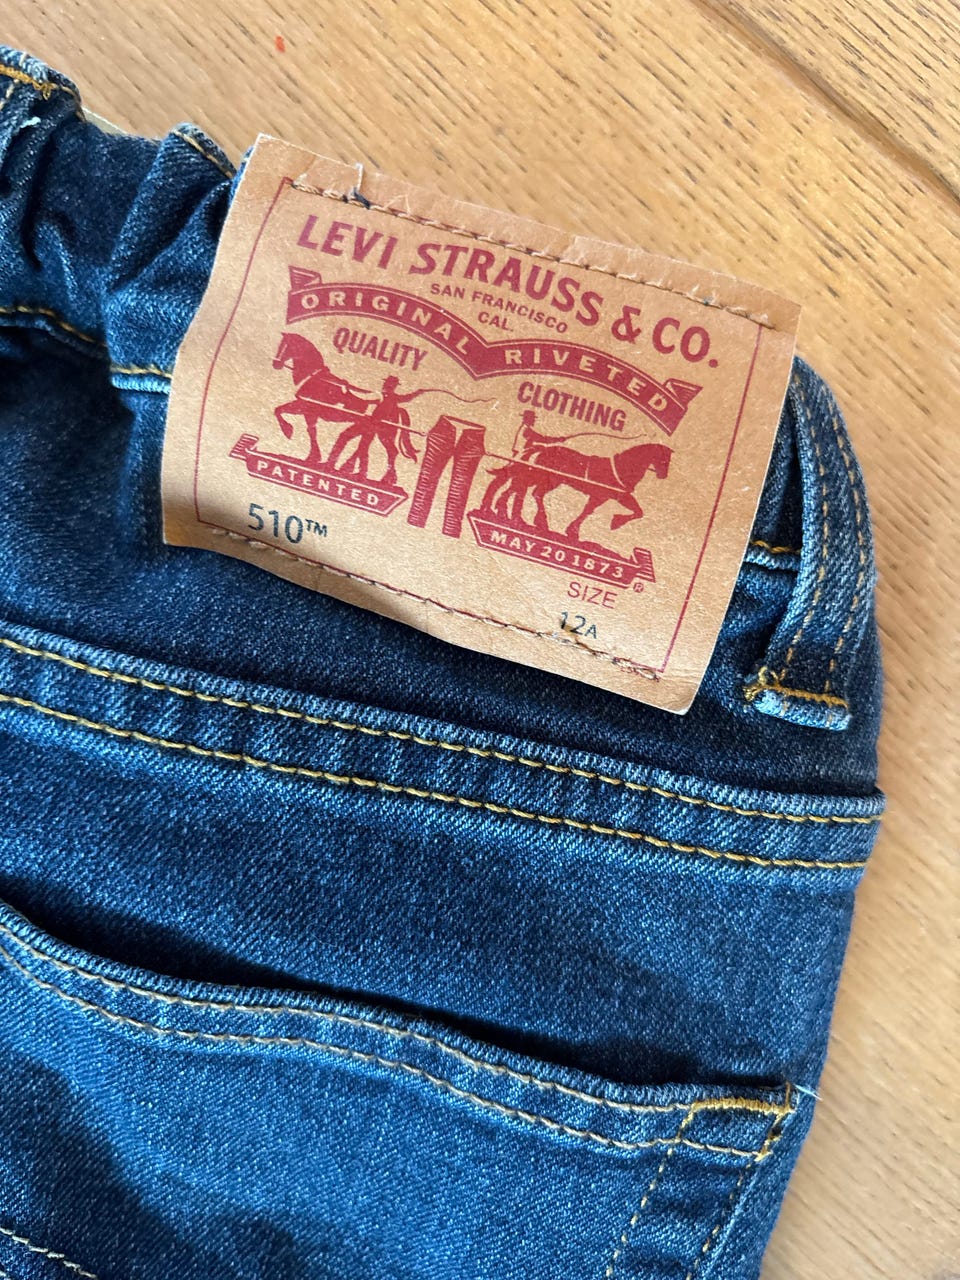 LEVI STRAUSS & CO.
SAN FRANCISCO
CAL.
ORIGINAL RIVETED
QUALITY
CLOTHING
PATENTED
MAY 20 1873
®
510™
SIZE
12A